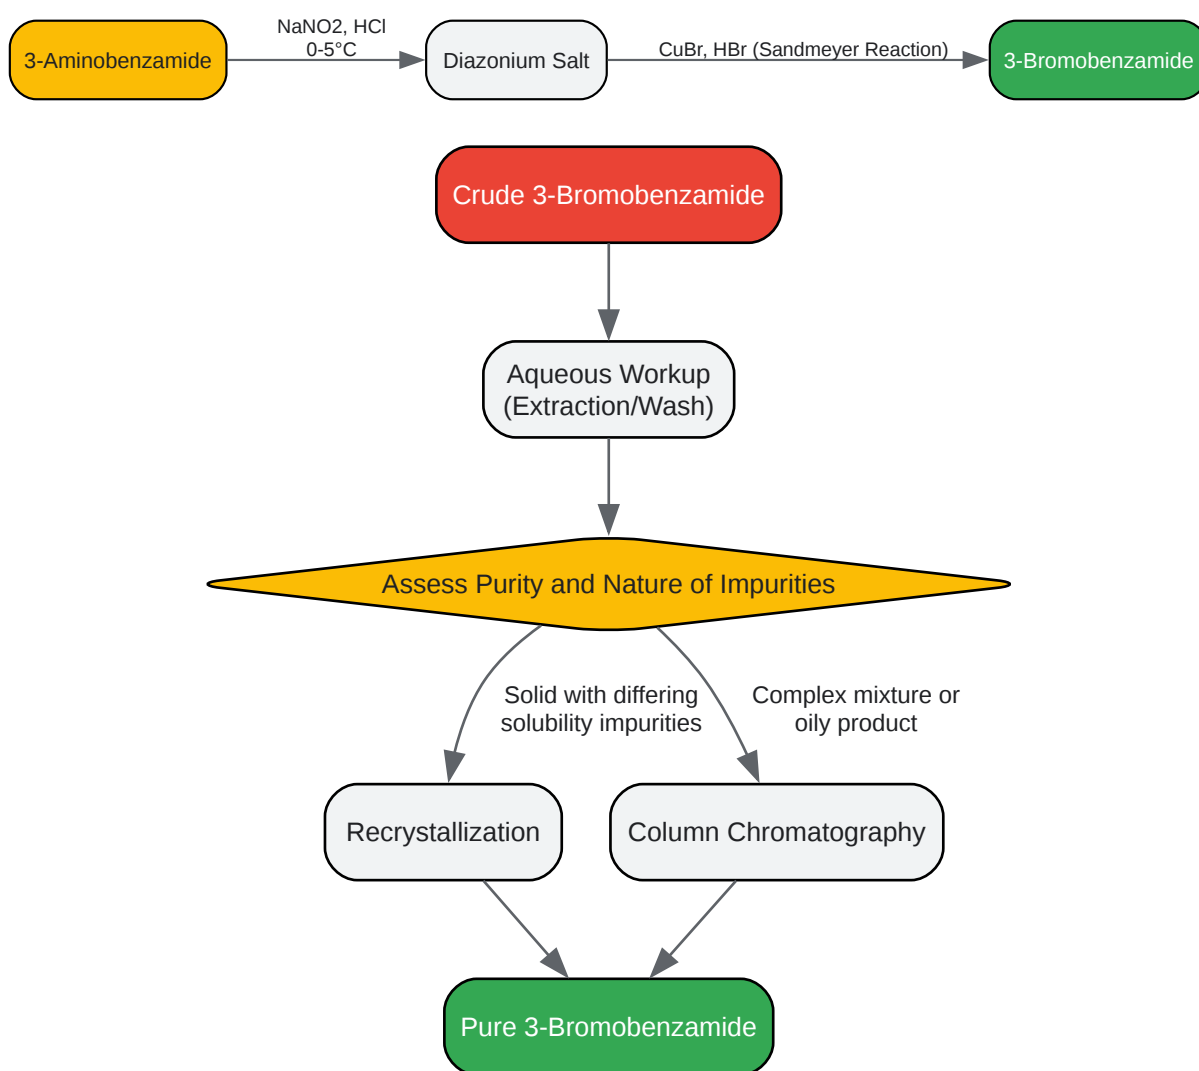 NaNO2, HCl
0-5°C
3-Aminobenzamide
Diazonium Salt
CuBr, HBr (Sandmeyer Reaction)
3-Bromobenzamide
Crude 3-Bromobenzamide
Aqueous Workup
(Extraction/Wash)
Assess Purity and Nature of Impurities
Solid with differing
solubility impurities
Complex mixture or
oily product
Recrystallization
Column Chromatography
Pure 3-Bromobenzamide